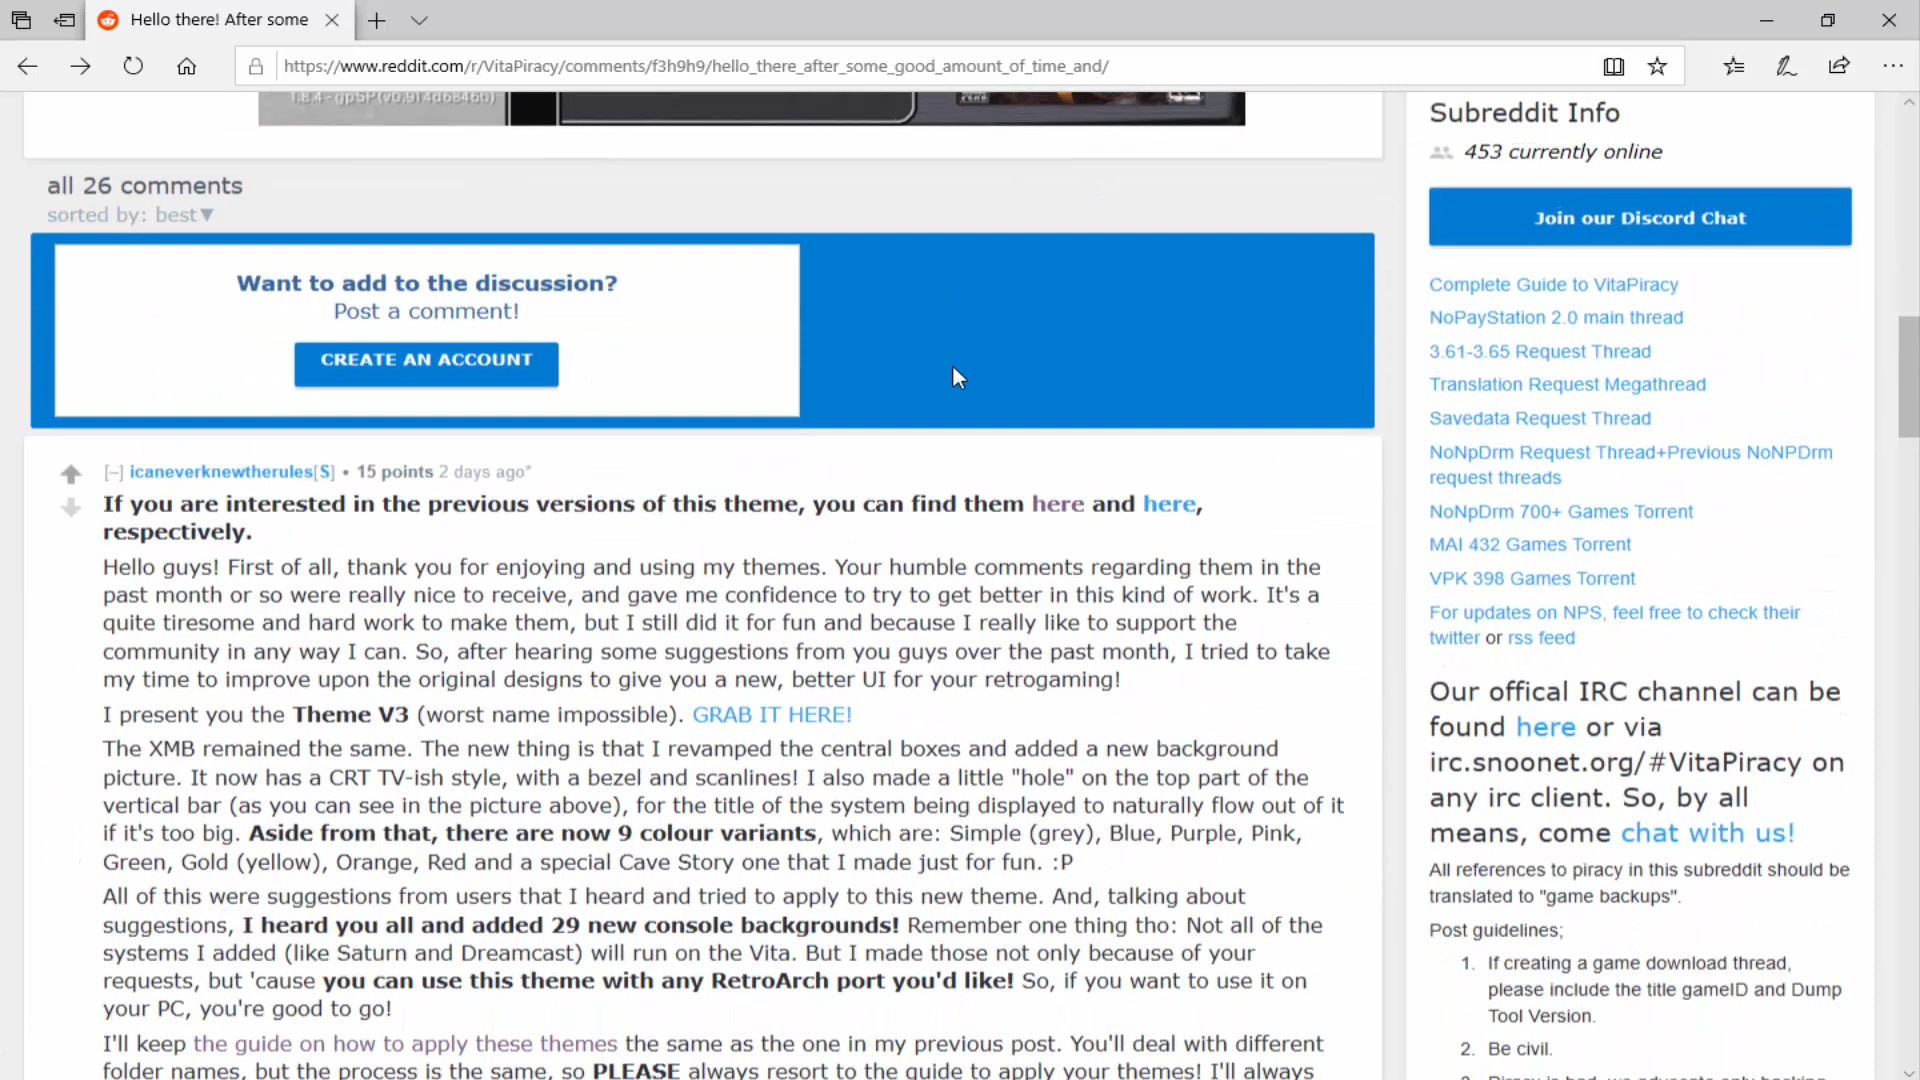 Hello there! After some
https://www.reddit.com/r/VitaPiracy/comments/f3h9h9/hello_there_after_some_good_amount_of_time_and/
all 26 comments
sorted by: best▼
Want to add to the discussion?
Post a comment!
CREATE AN ACCOUNT
[–] icaneverknewtherules[S] • 15 points 2 days ago*
If you are interested in the previous versions of this theme, you can find them here and here,
respectively.
Hello guys! First of all, thank you for enjoying and using my themes. Your humble comments regarding them in the
past month or so were really nice to receive, and gave me confidence to try to get better in this kind of work. It's a
quite tiresome and hard work to make them, but I still did it for fun and because I really like to support the
community in any way I can. So, after hearing some suggestions from you guys over the past month, I tried to take
my time to improve upon the original designs to give you a new, better UI for your retrogaming!
I present you the Theme V3 (worst name impossible). GRAB IT HERE!
The XMB remained the same. The new thing is that I revamped the central boxes and added a new background
picture. It now has a CRT TV-ish style, with a bezel and scanlines! I also made a little "hole" on the top part of the
vertical bar (as you can see in the picture above), for the title of the system being displayed to naturally flow out of it
if it's too big. Aside from that, there are now 9 colour variants, which are: Simple (grey), Blue, Purple, Pink,
Green, Gold (yellow), Orange, Red and a special Cave Story one that I made just for fun. :P
All of this were suggestions from users that I heard and tried to apply to this new theme. And, talking about
suggestions, I heard you all and added 29 new console backgrounds! Remember one thing tho: Not all of the
systems I added (like Saturn and Dreamcast) will run on the Vita. But I made those not only because of your
requests, but 'cause you can use this theme with any RetroArch port you'd like! So, if you want to use it on
your PC, you're good to go!
I'll keep the guide on how to apply these themes the same as the one in my previous post. You'll deal with different
folder names, but the process is the same, so PLEASE always resort to the guide to apply your themes! I'll always
Subreddit Info
453 currently online
Join our Discord Chat
Complete Guide to VitaPiracy
NoPayStation 2.0 main thread
3.61-3.65 Request Thread
Translation Request Megathread
Savedata Request Thread
NoNpDrm Request Thread+Previous NoNPDrm
request threads
NoNpDrm 700+ Games Torrent
MAI 432 Games Torrent
VPK 398 Games Torrent
For updates on NPS, feel free to check their
twitter or rss feed
Our offical IRC channel can be
found here or via
irc.snoonet.org/#VitaPiracy on
any irc client. So, by all
means, come chat with us!
All references to piracy in this subreddit should be
translated to "game backups".
Post guidelines;
1. If creating a game download thread,
please include the title gameID and Dump
Tool Version.
2. Be civil.